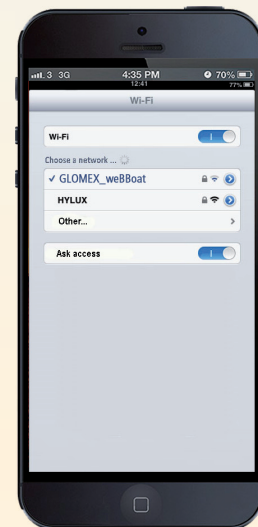 3 3G 4:35 PM 70%
12:41 77%
Wi-Fi
Wi-Fi
Choose a network ...
✓ GLOMEX_weBBoat
HYLUX
Other...
Ask access